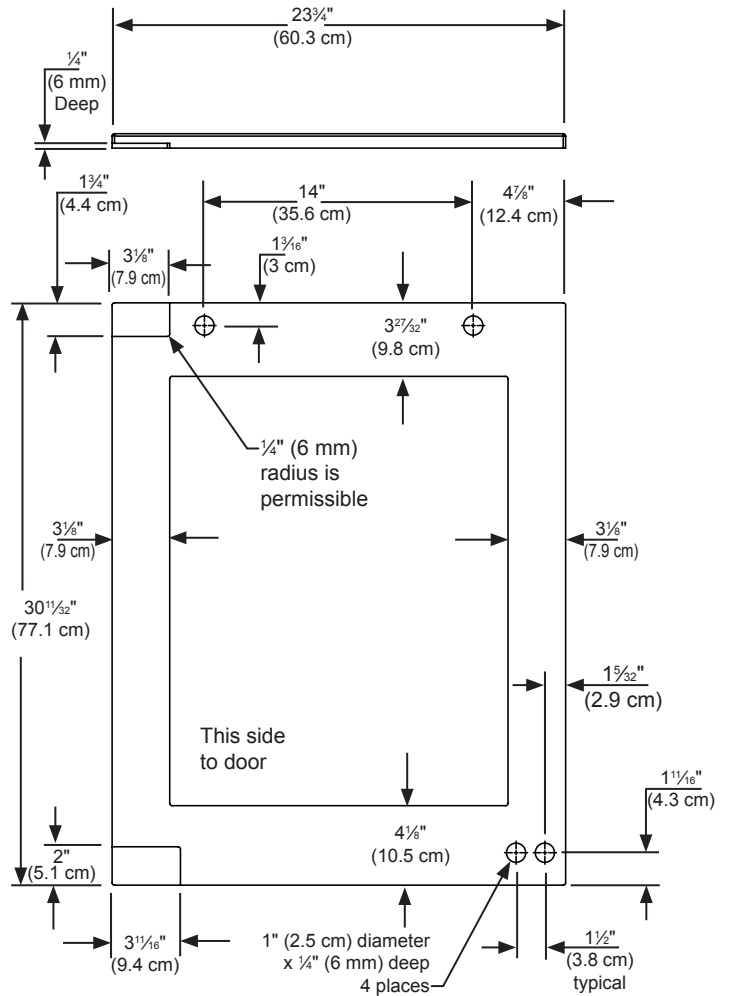 23¾"
(60.3 cm)
¼"
(6 mm)
Deep
1¾"
(4.4 cm)
14"
(35.6 cm)
4⅞"
(12.4 cm)
3⅛"
(7.9 cm)
1³⁄₁₆"
(3 cm)
3²⁷⁄₃₂"
(9.8 cm)
¼" (6 mm)
radius is
permissible
3⅛"
(7.9 cm)
3⅛"
(7.9 cm)
30¹¹⁄₃₂"
(77.1 cm)
1⁵⁄₃₂"
(2.9 cm)
This side
to door
1¹¹⁄₁₆"
(4.3 cm)
4⅛"
(10.5 cm)
2"
(5.1 cm)
3¹¹⁄₁₆"
(9.4 cm)
1" (2.5 cm) diameter
x ¼" (6 mm) deep
4 places
1½"
(3.8 cm)
typical